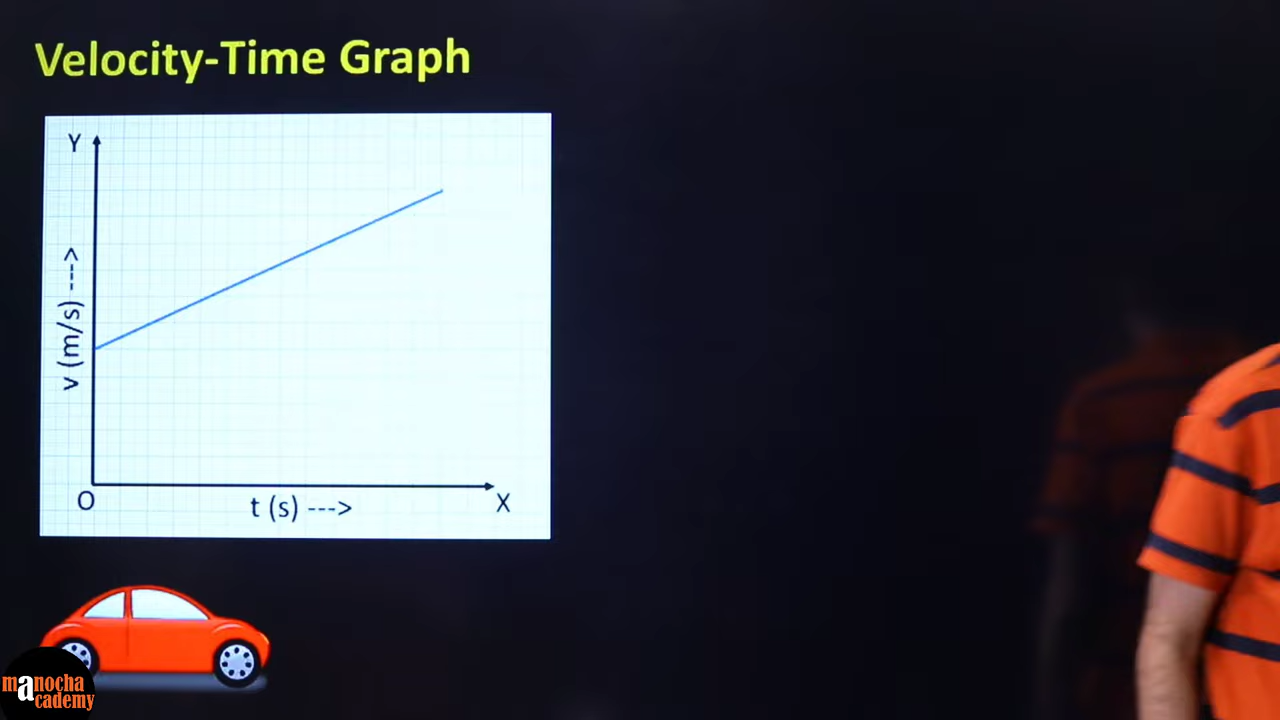 Velocity-Time Graph
Y
v (m/s) --->
O
t (s) --->
X
manocha
academy